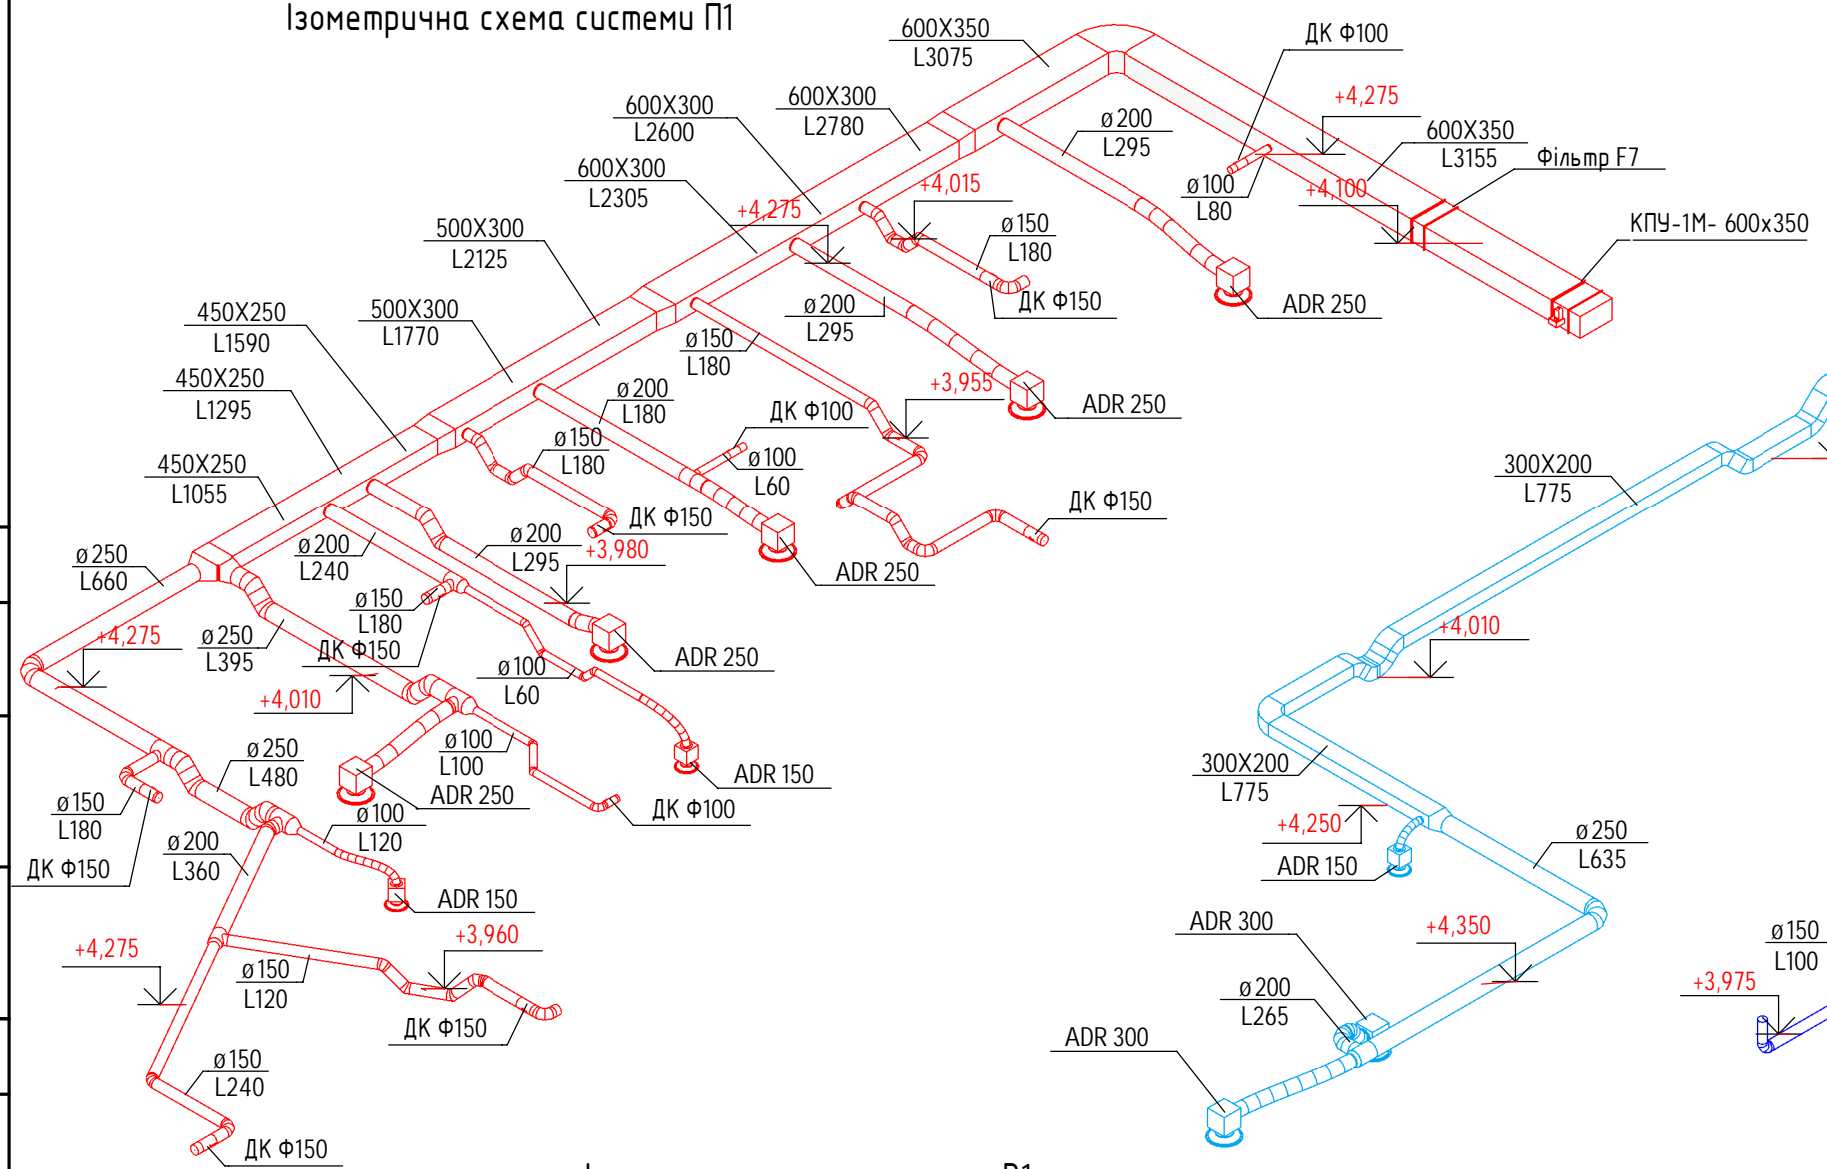 Ізометрична схема системи П1
600X350
L3075
ДК Ф100
+4,275
600X300
L2780
600X300
L2600
ø200
L295
600X350
L3155
Фільтр F7
600X300
L2305
+4,015
ø100
L80
+4,100
+4,275
500X300
L2125
ø150
L180
КПУ-1М- 600x350
ДК Ф150
ADR 250
450X250
L1590
500X300
L1770
ø200
L295
ø150
L180
450X250
L1295
+3,955
ø200
L180
ДК Ф100
ADR 250
ø150
L180
ø100
L60
450X250
L1055
300X200
L775
ДК Ф150
ДК Ф150
ø200
L240
ø200
L295
+3,980
ø250
L660
ADR 250
ø150
L180
+4,275
ø250
L395
ДК Ф150
ø100
L60
ADR 250
+4,010
+4,010
ø100
L100
ø250
L480
ADR 150
300X200
L775
ADR 250
ø150
L180
ø100
L120
ДК Ф100
+4,250
ø250
L635
ø200
L360
ДК Ф150
ADR 150
ADR 150
ADR 300
+4,350
+4,275
+3,960
ø150
L100
ø150
L120
+3,975
ø200
L265
ДК Ф150
ADR 300
ø150
L240
ДК Ф150